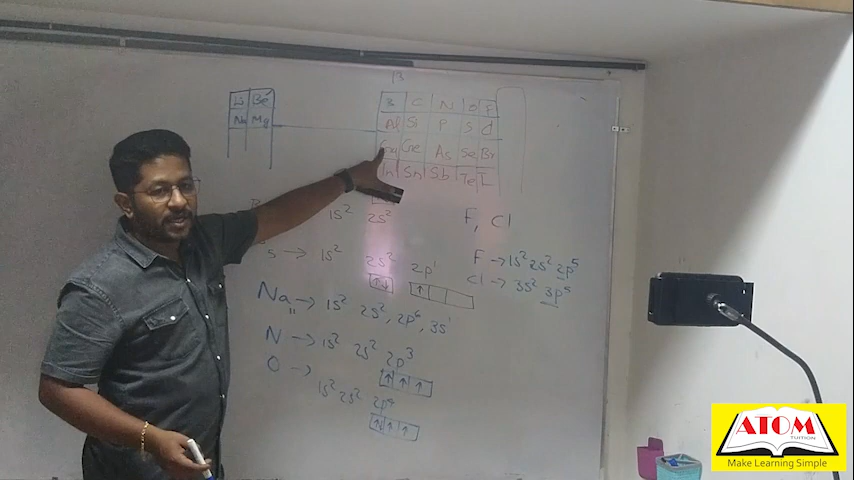 13
Li Be
Na Mg
B C N O F
Al Si P S Cl
Ga Ge As Se Br
In Sn Sb Te I
1s² 2s²
F, Cl
F → 1s² 2s² 2p⁵
Cl → 3s² 3p⁵
→ 1s² 2s² 2p¹
Na → 1s² 2s², 2p⁶, 3s¹
N → 1s² 2s² 2p³
O →
1s² 2s² 2p⁴
ATOM
TUITION
Make Learning Simple